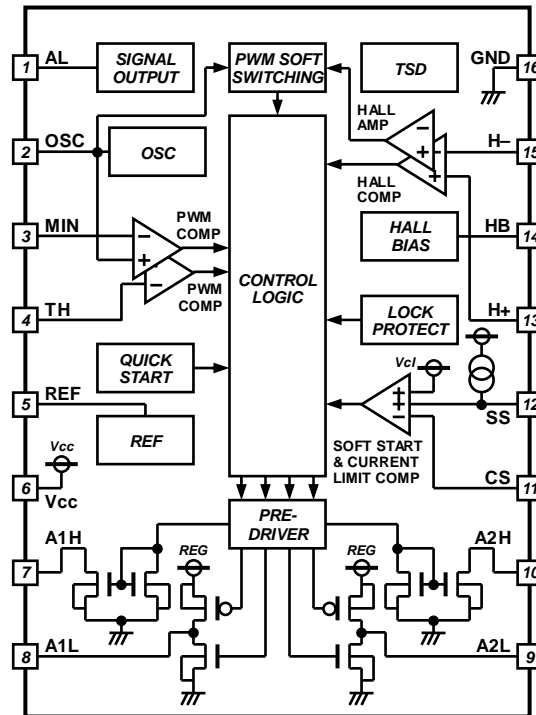 1
AL
SIGNAL
OUTPUT
PWM SOFT
SWITCHING
TSD
GND
16
2
OSC
OSC
HALL
AMP
−
+
−
+
H−
15
HALL
COMP
3
MIN
−
+
−
PWM
COMP
PWM
COMP
4
TH
CONTROL
LOGIC
HALL
BIAS
HB
14
LOCK
PROTECT
H+
13
QUICK
START
5
REF
REF
Vcl
+
+
−
SS
12
SOFT START
& CURRENT
LIMIT COMP
CS
11
Vcc
6
Vcc
PRE-
DRIVER
7
A1H
REG
REG
A2H
10
8
A1L
A2L
9